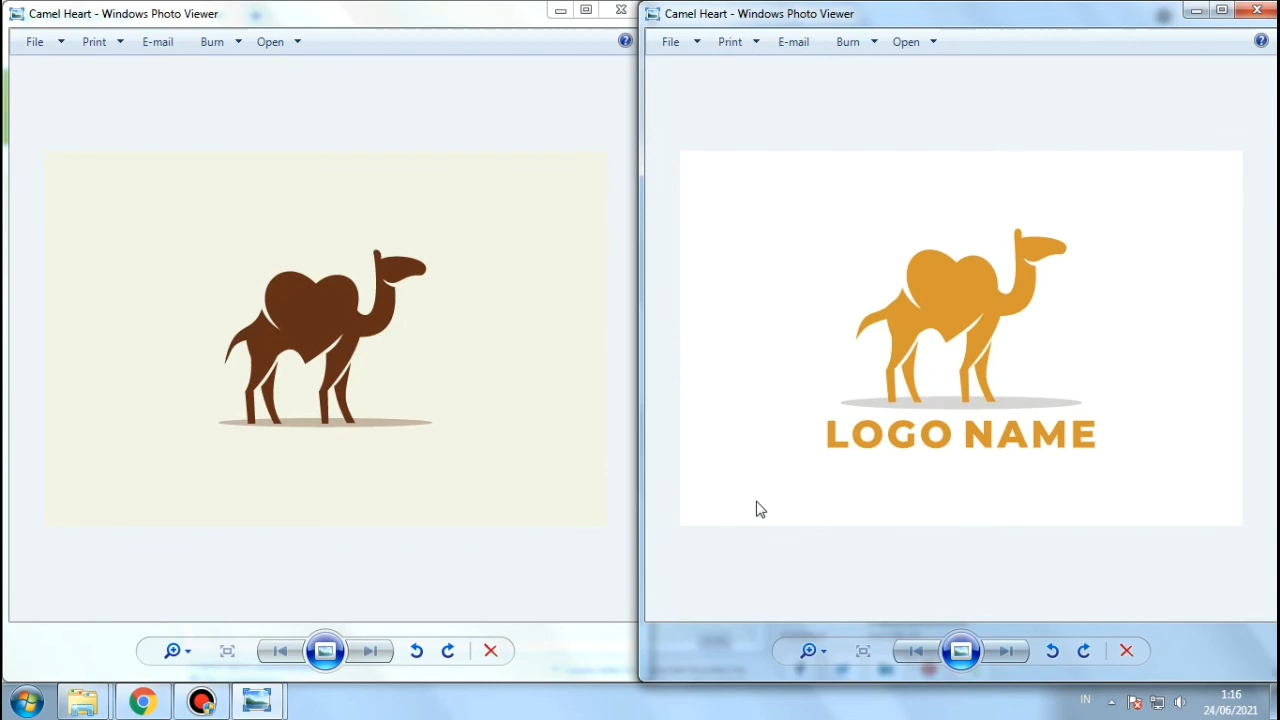 Camel Heart - Windows Photo Viewer
File Print E-mail Burn Open
Camel Heart - Windows Photo Viewer
File Print E-mail Burn Open
LOGO NAME
IN
1:16
24/06/2021